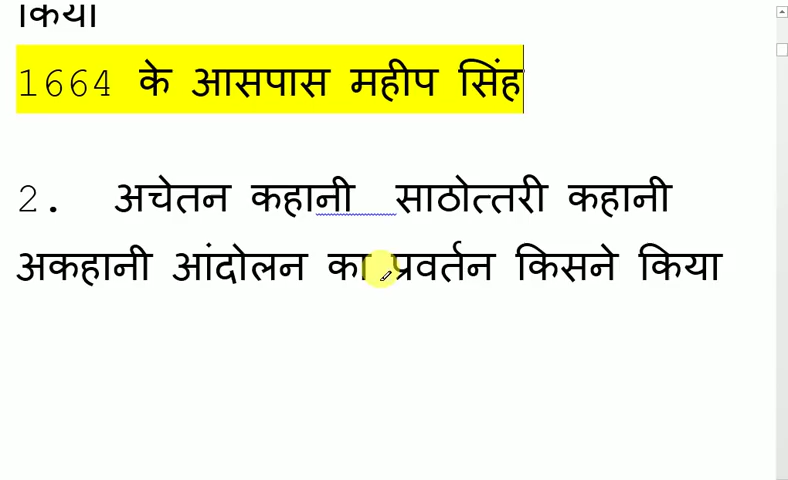 किया
1664 के आसपास महीप सिंह
2. अचेतन कहानी साठोत्तरी कहानी
अकहानी आंदोलन का प्रवर्तन किसने किया